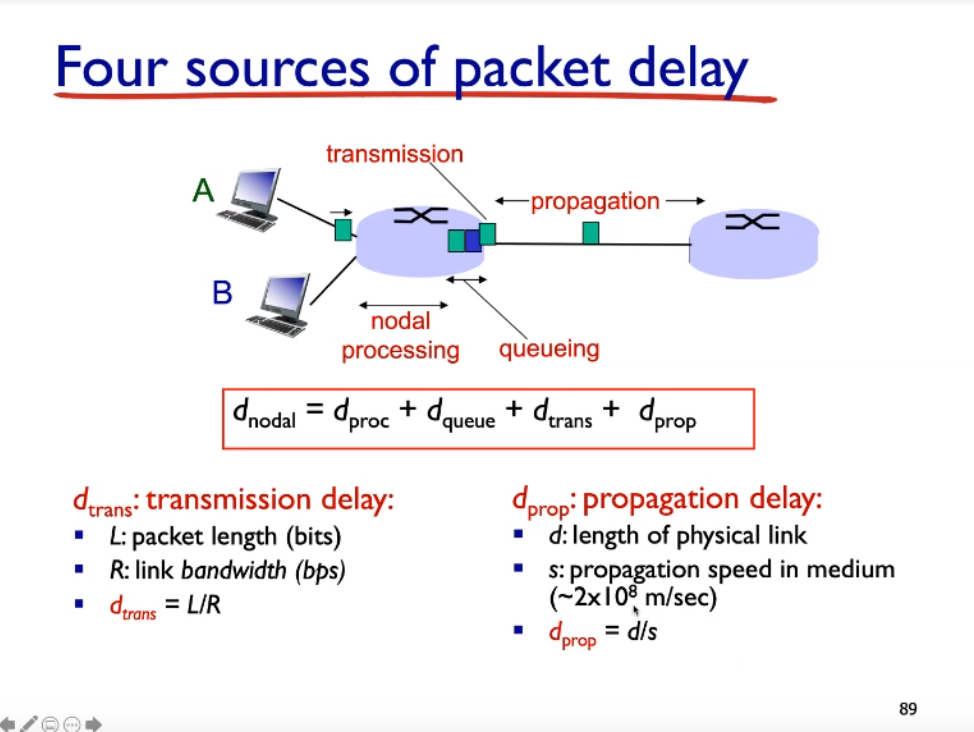 Four sources of packet delay
transmission
A
propagation
B
nodal
processing
queueing
dnodal = dproc + dqueue + dtrans + dprop
dtrans: transmission delay:
▪ L: packet length (bits)
▪ R: link bandwidth (bps)
▪ dtrans = L/R
dprop: propagation delay:
▪ d: length of physical link
▪ s: propagation speed in medium
(~2x10⁸ m/sec)
▪ dprop = d/s
89